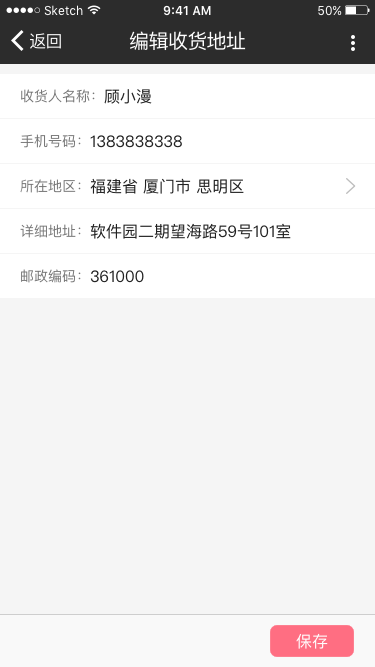 Sketch 9:41 AM 50%
返回 编辑收货地址
收货人名称：顾小漫
手机号码：1383838338
所在地区：福建省 厦门市 思明区
详细地址：软件园二期望海路59号101室
邮政编码：361000
保存